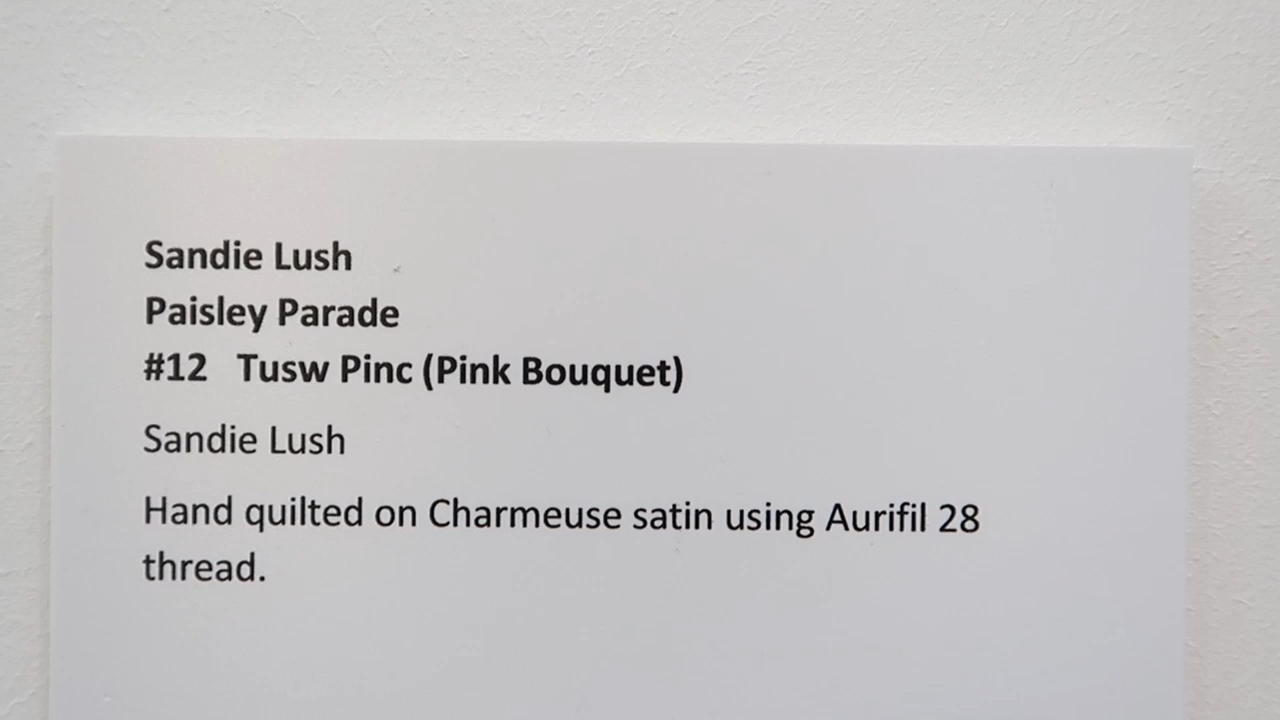 Sandie Lush
Paisley Parade
#12 Tusw Pinc (Pink Bouquet)
Sandie Lush
Hand quilted on Charmeuse satin using Aurifil 28
thread.